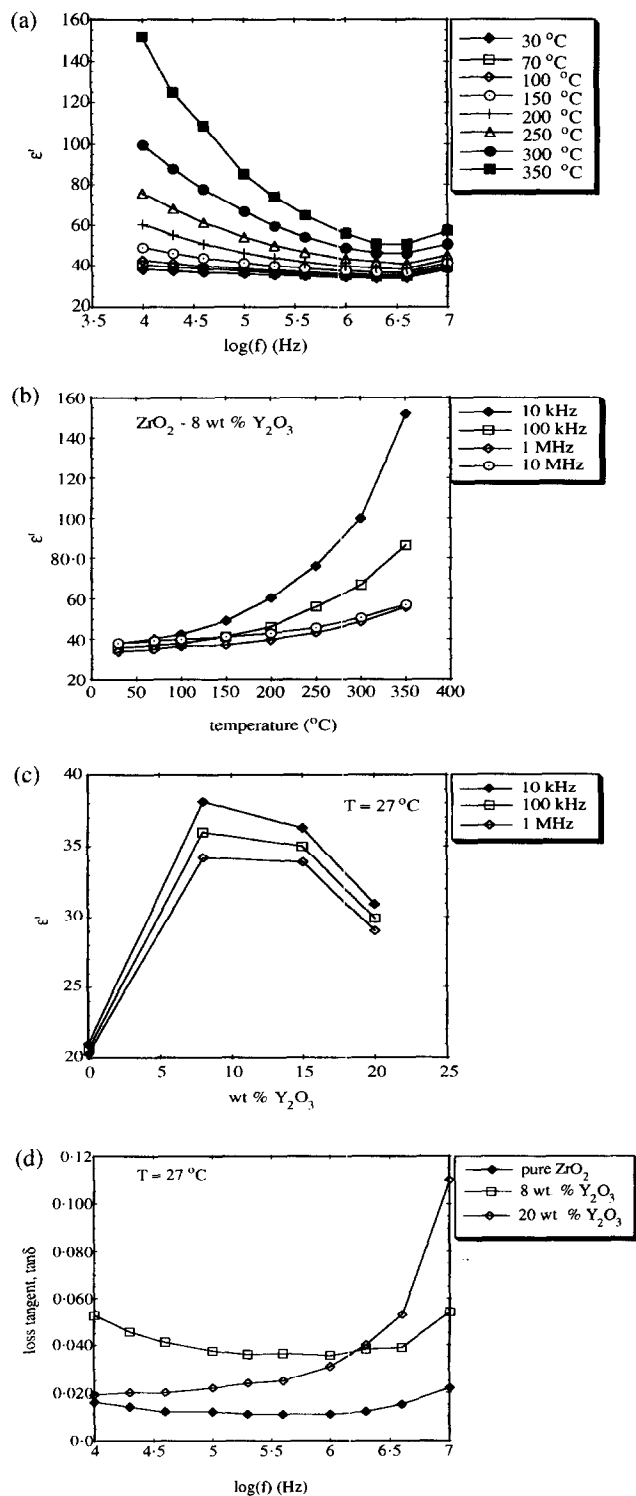 (a)
160
140
120
100
80
60
40
20
ε'
3·5 4 4·5 5 5·5 6 6·5 7
log(f) (Hz)
30 °C
70 °C
100 °C
150 °C
200 °C
250 °C
300 °C
350 °C
(b)
ZrO₂ - 8 wt % Y₂O₃
160
140
120
100
80·0
60
40
20
ε'
0 50 100 150 200 250 300 350 400
temperature (°C)
10 kHz
100 kHz
1 MHz
10 MHz
(c)
T = 27 °C
40
35
30
25
20
ε'
0 5 10 15 20 25
wt % Y₂O₃
10 kHz
100 kHz
1 MHz
(d)
T = 27 °C
0·12
0·100
0·080
0·060
0·040
0·020
0·0
loss tangent, tanδ
4 4·5 5 5·5 6 6·5 7
log(f) (Hz)
pure ZrO₂
8 wt % Y₂O₃
20 wt % Y₂O₃